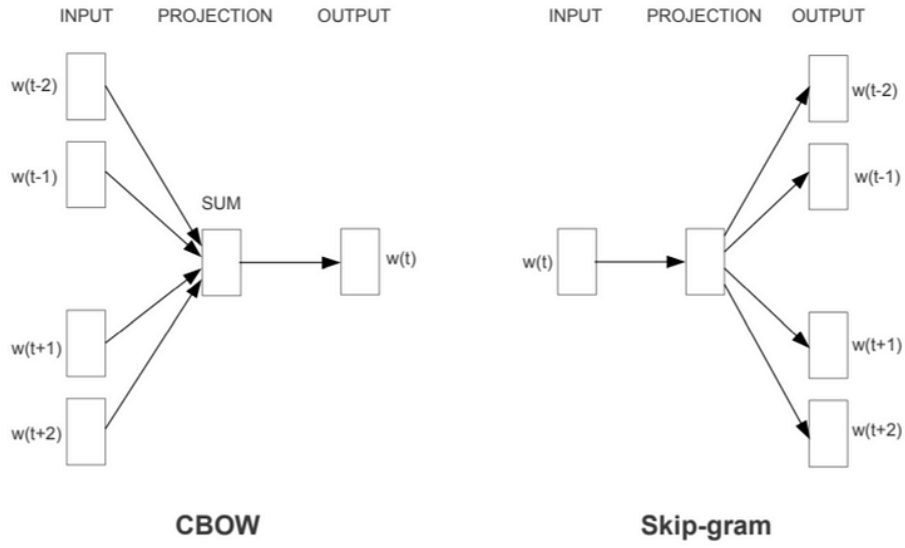 INPUT PROJECTION OUTPUT
w(t-2)
w(t-1)
SUM
w(t)
w(t+1)
w(t+2)
CBOW
INPUT PROJECTION OUTPUT
w(t-2)
w(t-1)
w(t)
w(t+1)
w(t+2)
Skip-gram